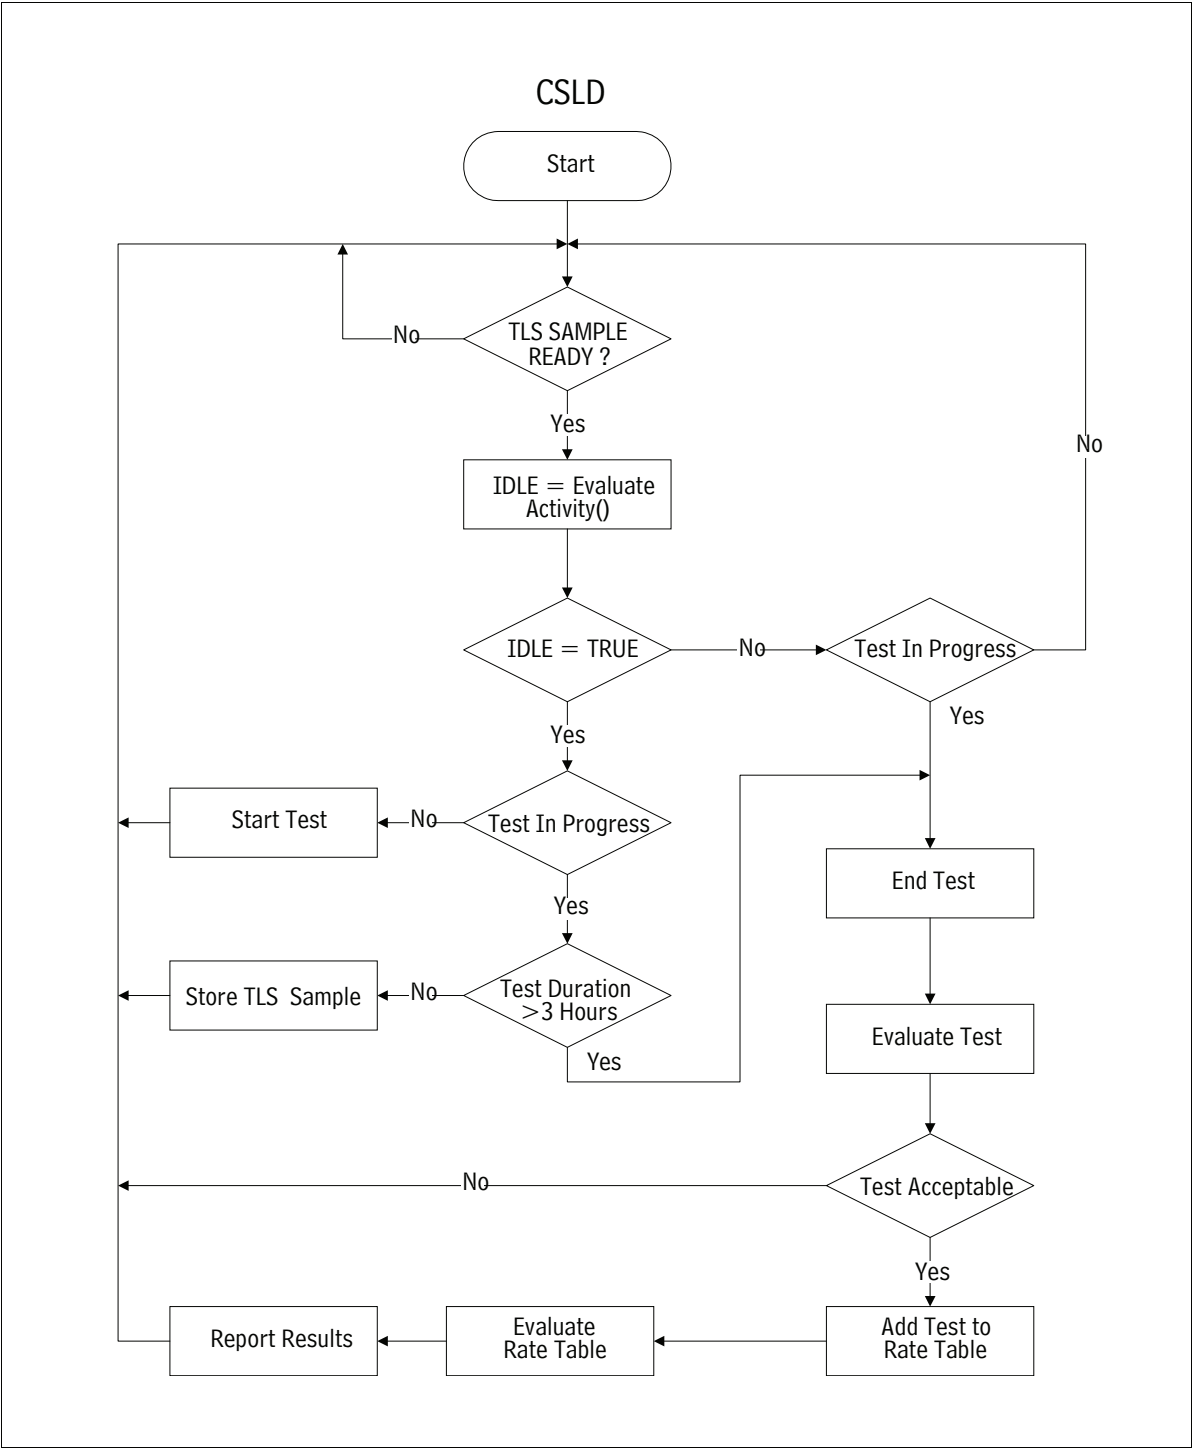 CSLD
Start
TLS SAMPLE
READY ?
No
Yes
No
IDLE = Evaluate
Activity()
IDLE = TRUE
No
Test In Progress
Yes
Yes
Start Test
No
Test In Progress
End Test
Yes
Store TLS Sample
No
Test Duration
>3 Hours
Evaluate Test
Yes
No
Test Acceptable
Yes
Report Results
Evaluate
Rate Table
Add Test to
Rate Table